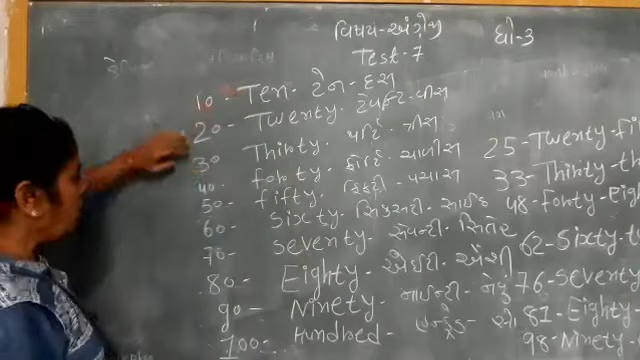 વિષય-અંગ્રેજી ધો-3
Test-7
10 - Ten - ટેન - દસ
20 - Twenty - ટ્વેન્ટિ - વીસ
30 Thirty - થર્ટિ - ત્રીસ
40 - forty - ફોર્ટિ - ચાલીસ
50 - fifty - ફિફ્ટી - પચાસ
60 - Sixty - સિક્સટી - સાઈઠ
70 - seventy - સેવન્ટી - સિત્તેર
80 - Eighty - એઈટી - એંસી
90 - Ninety - નાઈન્ટી - નેવું
100 - Hundred - હન્ડ્રેડ - સો
25 - Twenty-fi
33 - Thirty-th
48 - forty-Eigh
62 - Sixty-t
76 - Seventy
81 - Eighty-
98 - Ninety-